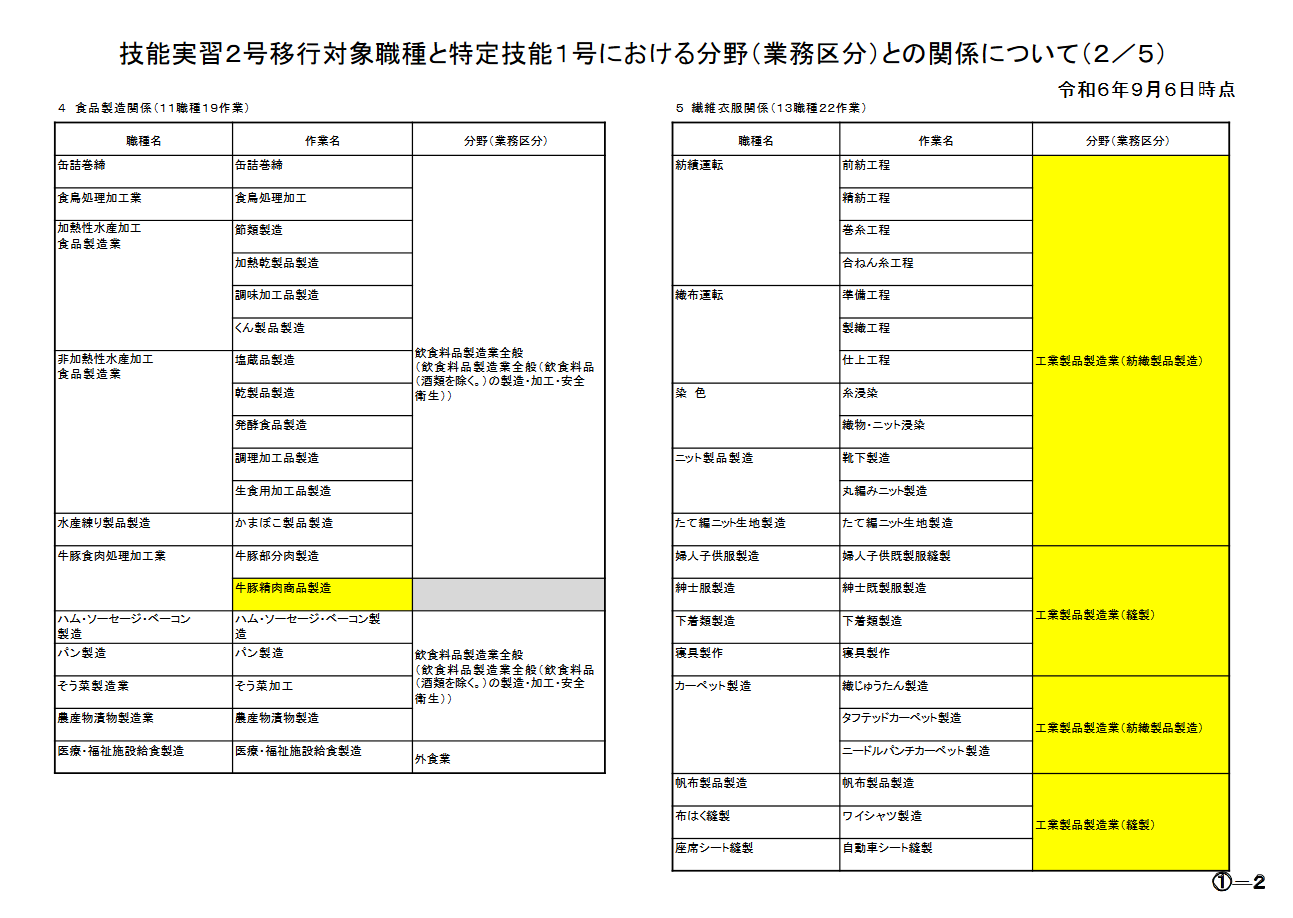 技能実習２号移行対象職種と特定技能１号における分野（業務区分）との関係について（２／５）
令和６年９月６日時点
４　食品製造関係（11職種19作業）
職種名
作業名
分野（業務区分）
缶詰巻締
缶詰巻締
食鳥処理加工業
食鳥処理加工
加熱性水産加工
食品製造業
節類製造
加熱乾製品製造
調味加工品製造
くん製品製造
非加熱性水産加工
食品製造業
塩蔵品製造
乾製品製造
発酵食品製造
調理加工品製造
生食用加工品製造
水産練り製品製造
かまぼこ製品製造
牛豚食肉処理加工業
牛豚部分肉製造
飲食料品製造業全般
（飲食料品製造業全般（飲食料品
（酒類を除く。）の製造・加工・安全
衛生））
牛豚精肉商品製造
ハム・ソーセージ・ベーコン
製造
ハム・ソーセージ・ベーコン製
造
パン製造
パン製造
そう菜製造業
そう菜加工
農産物漬物製造業
農産物漬物製造
飲食料品製造業全般
（飲食料品製造業全般（飲食料品
（酒類を除く。）の製造・加工・安全
衛生））
医療・福祉施設給食製造
医療・福祉施設給食製造
外食業
５　繊維衣服関係（13職種22作業）
職種名
作業名
分野（業務区分）
紡績運転
前紡工程
精紡工程
巻糸工程
合ねん糸工程
織布運転
準備工程
製織工程
仕上工程
染　色
糸浸染
織物・ニット浸染
ニット製品製造
靴下製造
丸編みニット製造
たて編ニット生地製造
たて編ニット生地製造
工業製品製造業（紡織製品製造）
婦人子供服製造
婦人子供既製服縫製
紳士服製造
紳士既製服製造
下着類製造
下着類製造
寝具製作
寝具製作
工業製品製造業（縫製）
カーペット製造
織じゅうたん製造
タフテッドカーペット製造
ニードルパンチカーペット製造
工業製品製造業（紡織製品製造）
帆布製品製造
帆布製品製造
布はく縫製
ワイシャツ製造
座席シート縫製
自動車シート縫製
工業製品製造業（縫製）
①－2